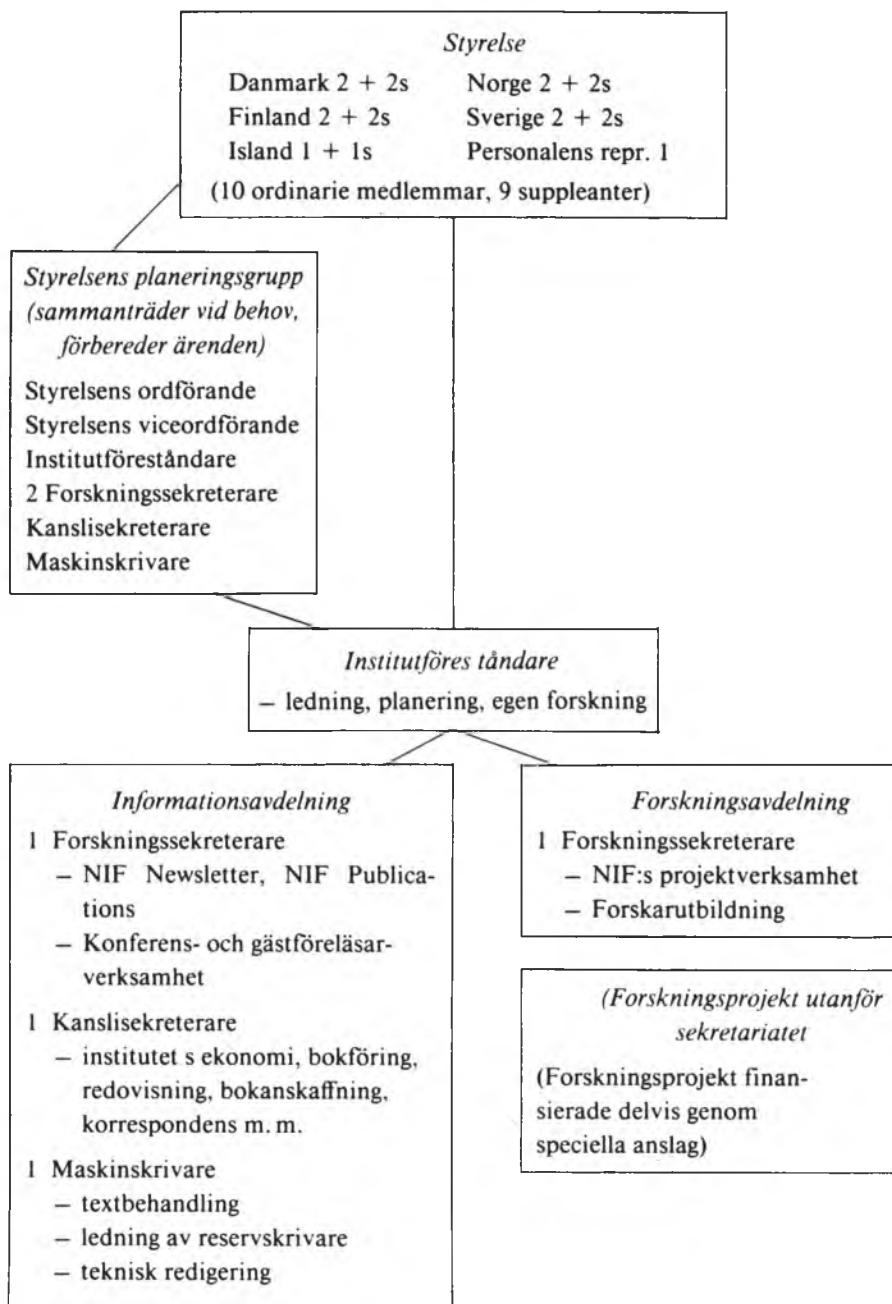 Styrelse
Danmark 2 + 2s Norge 2 + 2s
Finland 2 + 2s Sverige 2 + 2s
Island 1 + 1s Personalens repr. 1
(10 ordinarie medlemmar, 9 suppleanter)
Styrelsens planeringsgrupp
(sammanträder vid behov,
förbereder ärenden)
Styrelsens ordförande
Styrelsens viceordförande
Institutföreståndare
2 Forskningssekreterare
Kanslisekreterare
Maskinskrivare
Institutföres tåndare
– ledning, planering, egen forskning
Informationsavdelning
1 Forskningssekreterare
– NIF Newsletter, NIF Publica-
tions
– Konferens- och gästföreläsar-
verksamhet
1 Kanslisekreterare
– institutet s ekonomi, bokföring,
redovisning, bokanskaffning,
korrespondens m. m.
1 Maskinskrivare
– textbehandling
– ledning av reservskrivare
– teknisk redigering
Forskningsavdelning
1 Forskningssekreterare
– NIF:s projektverksamhet
– Forskarutbildning
(Forskningsprojekt utanför
sekretariatet
(Forskningsprojekt finan-
sierade delvis genom
speciella anslag)